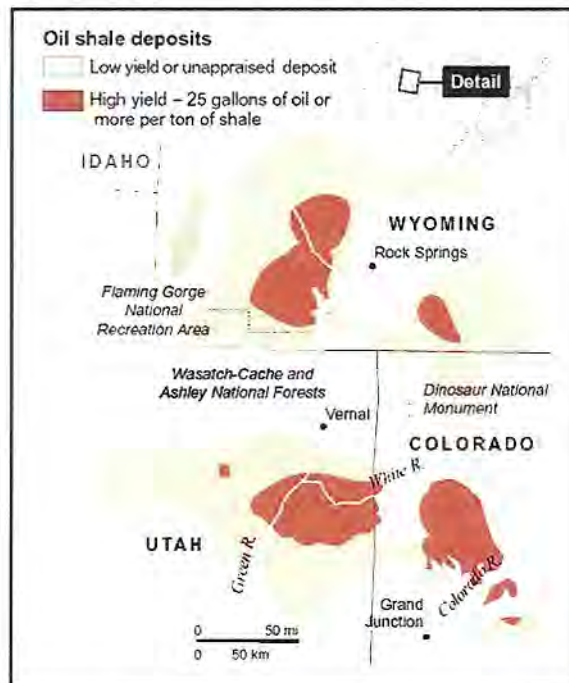 Oil shale deposits
Low yield or unappraised deposit
High yield – 25 gallons of oil or
more per ton of shale
Detail
IDAHO
WYOMING
Rock Springs
Flaming Gorge
National
Recreation Area
Wasatch-Cache and
Ashley National Forests
Vernal
Dinosaur National
Monument
COLORADO
White R.
UTAH
Green R.
Colorado R.
Grand
Junction
0 50 mi
0 50 km